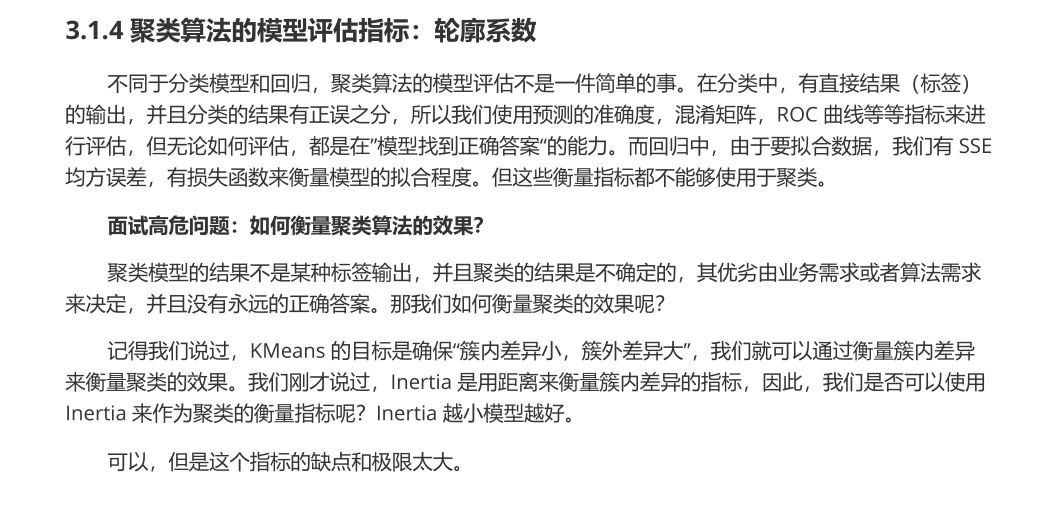 3.1.4 聚类算法的模型评估指标：轮廓系数
不同于分类模型和回归，聚类算法的模型评估不是一件简单的事。在分类中，有直接结果（标签）
的输出，并且分类的结果有正误之分，所以我们使用预测的准确度，混淆矩阵，ROC 曲线等等指标来进
行评估，但无论如何评估，都是在”模型找到正确答案“的能力。而回归中，由于要拟合数据，我们有 SSE
均方误差，有损失函数来衡量模型的拟合程度。但这些衡量指标都不能够使用于聚类。
面试高危问题：如何衡量聚类算法的效果？
聚类模型的结果不是某种标签输出，并且聚类的结果是不确定的，其优劣由业务需求或者算法需求
来决定，并且没有永远的正确答案。那我们如何衡量聚类的效果呢？
记得我们说过，KMeans 的目标是确保“簇内差异小，簇外差异大”，我们就可以通过衡量簇内差异
来衡量聚类的效果。我们刚才说过，Inertia 是用距离来衡量簇内差异的指标，因此，我们是否可以使用
Inertia 来作为聚类的衡量指标呢？Inertia 越小模型越好。
可以，但是这个指标的缺点和极限太大。